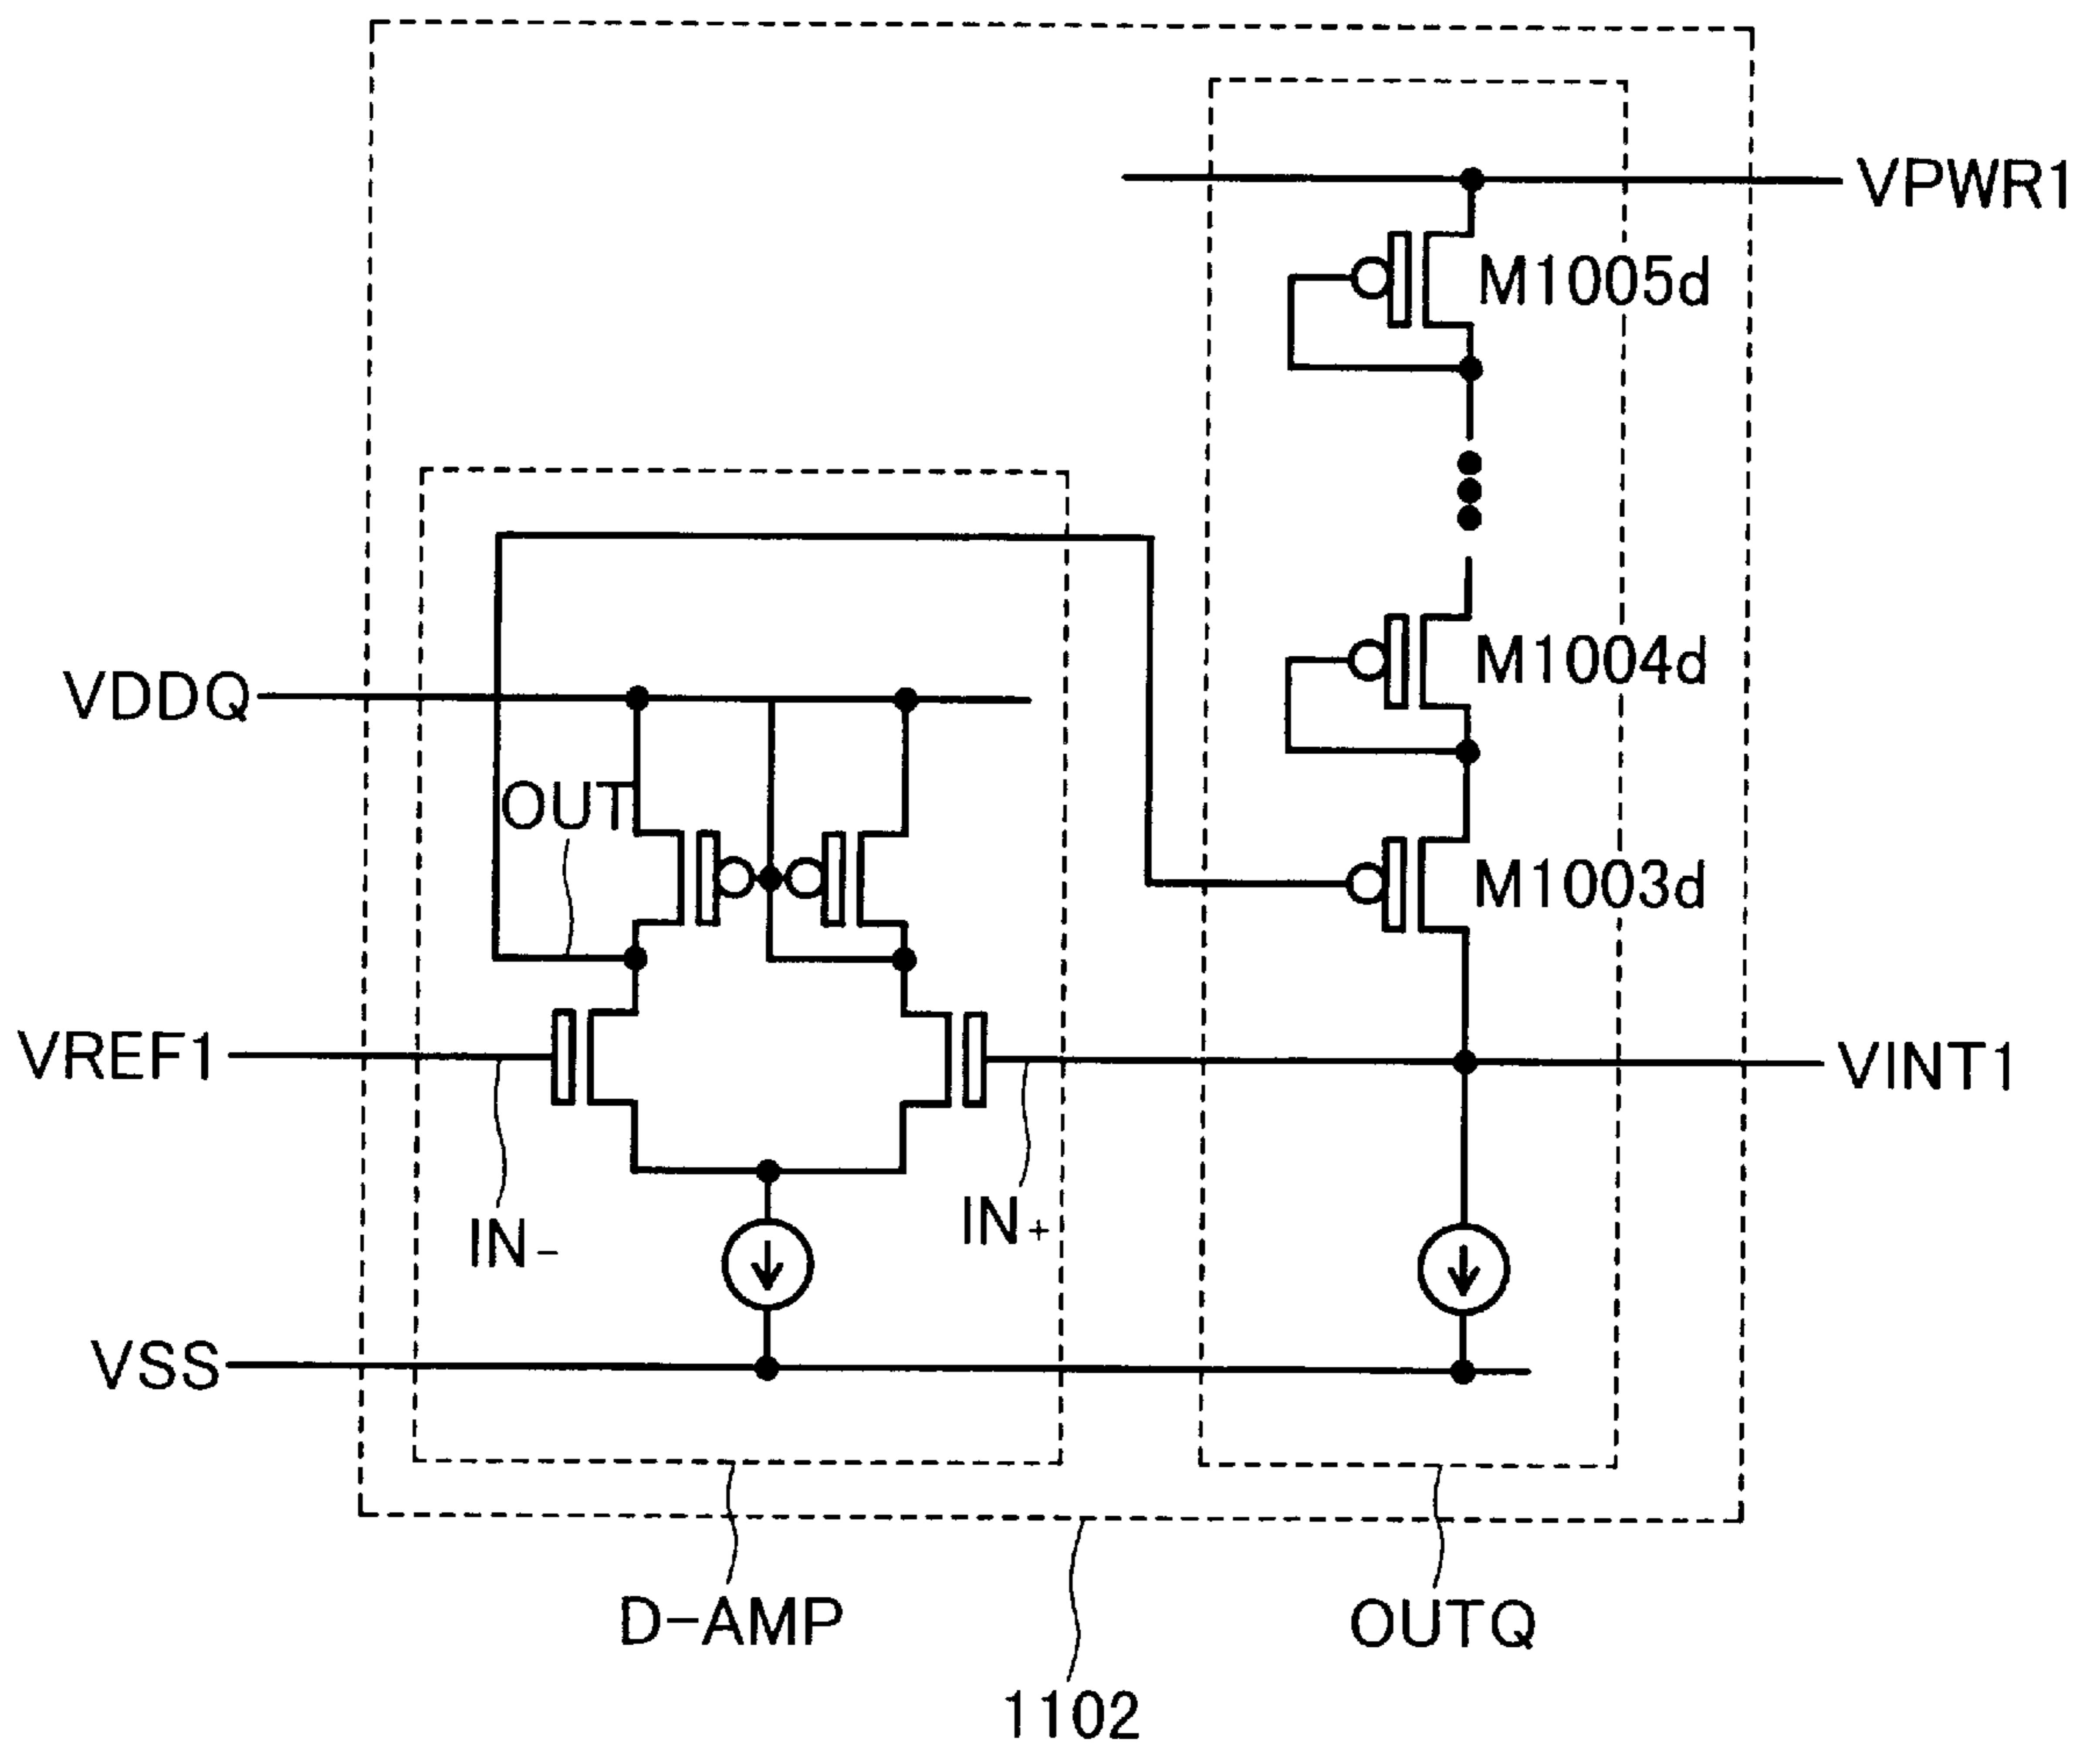 VPWR1
M1005d
M1004d
VDDQ
OUT
M1003d
VREF1
VINT1
IN-
IN+
VSS
D-AMP
OUTQ
1102